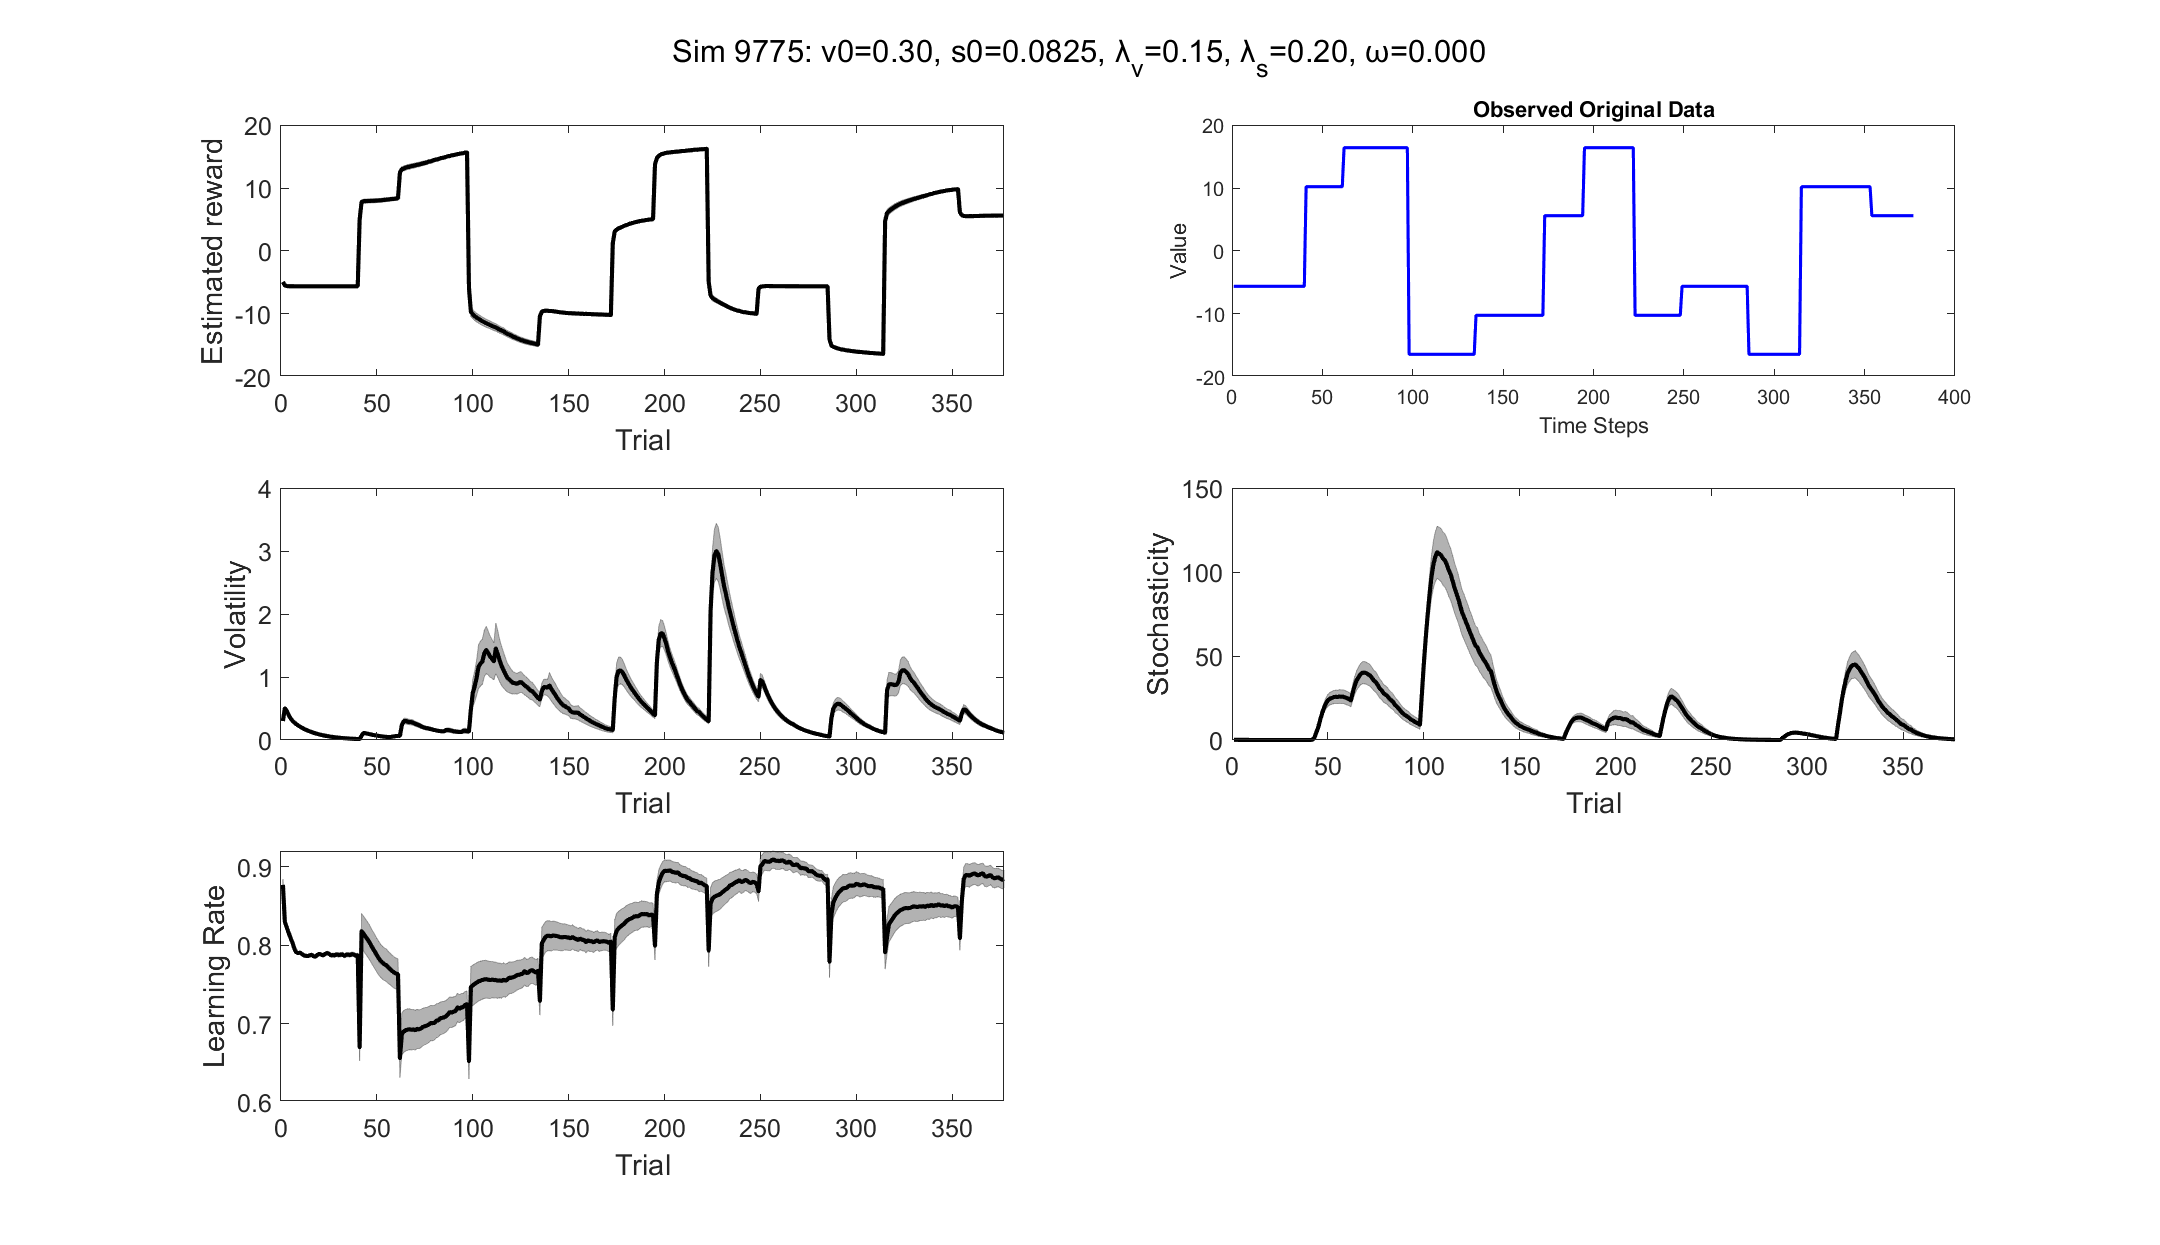 Sim 9775: v0=0.30, s0=0.0825, λ_v=0.15, λ_s=0.20, ω=0.000
20
10
0
-10
-20
Estimated reward
0 50 100 150 200 250 300 350
Trial
Observed Original Data
20
10
0
-10
-20
Value
0 50 100 150 200 250 300 350 400
Time Steps
4
3
2
1
0
Volatility
0 50 100 150 200 250 300 350
Trial
150
100
50
0
Stochasticity
0 50 100 150 200 250 300 350
Trial
0.9
0.8
0.7
0.6
Learning Rate
0 50 100 150 200 250 300 350
Trial